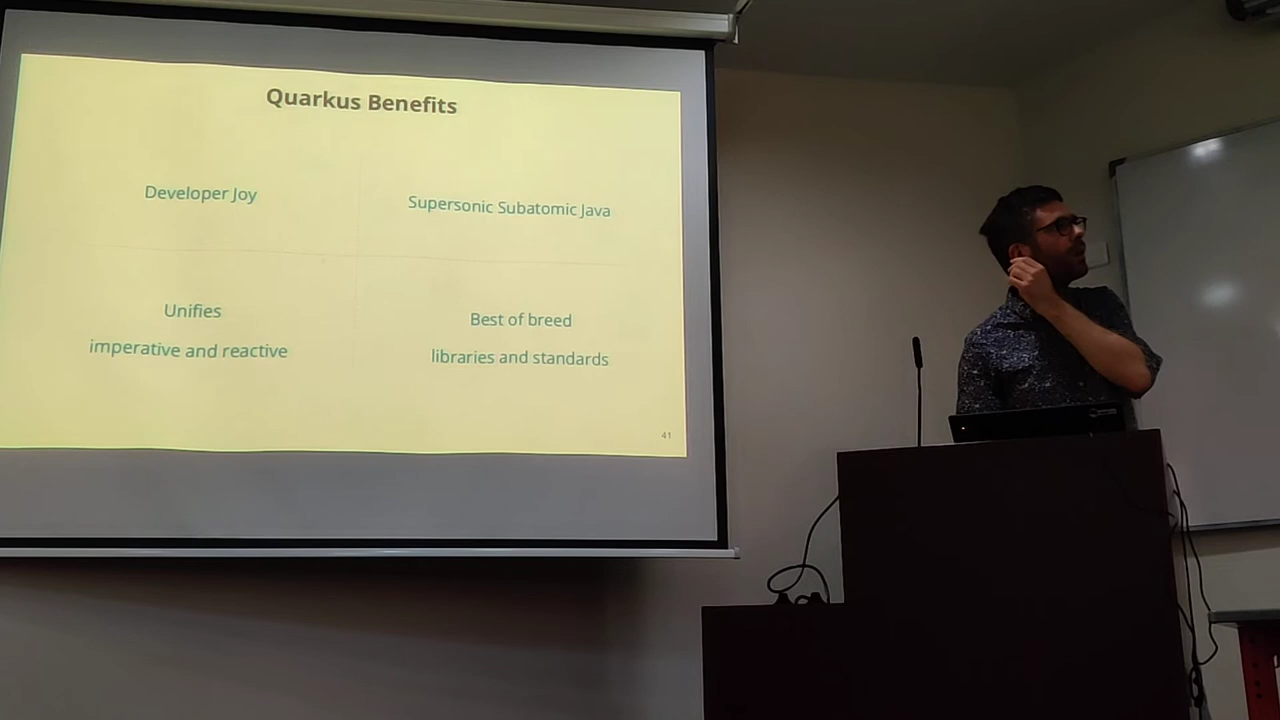 Quarkus Benefits
Developer Joy
Supersonic Subatomic Java
Unifies
imperative and reactive
Best of breed
libraries and standards
41